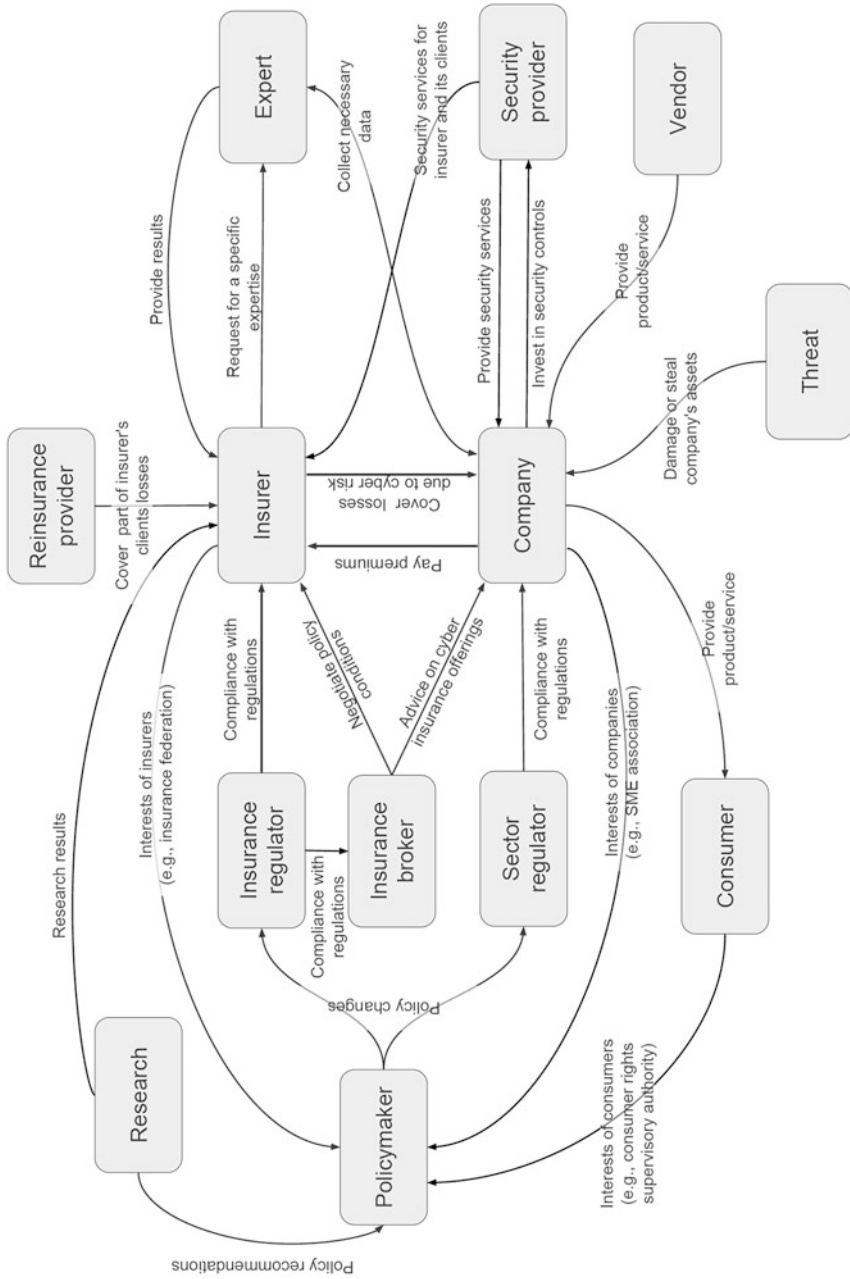 Research
Policy recommendations
Research results
Reinsurance
provider
Cover  part of insurer's
clients losses
Provide results
Expert
Request for a specific
expertise
Collect necessary
data
Interests of insurers
(e.g., insurance federation)
Insurance
regulator
Compliance with
regulations
Insurer
Compliance with
regulations
Negotiate policy
conditions
Pay premiums
Cover  losses
due to cyber risk
Security services for
insurer and its clients
Policymaker
Policy changes
Insurance
broker
Advice on cyber
insurance offerings
Sector
regulator
Compliance with
regulations
Company
Provide security services
Invest in security controls
Security
provider
Interests of companies
(e.g., SME association)
Provide
product/service
Vendor
Interests of consumers
(e.g., consumer rights
supervisory authority)
Consumer
Provide
product/service
Damage or steal
company's assets
Threat